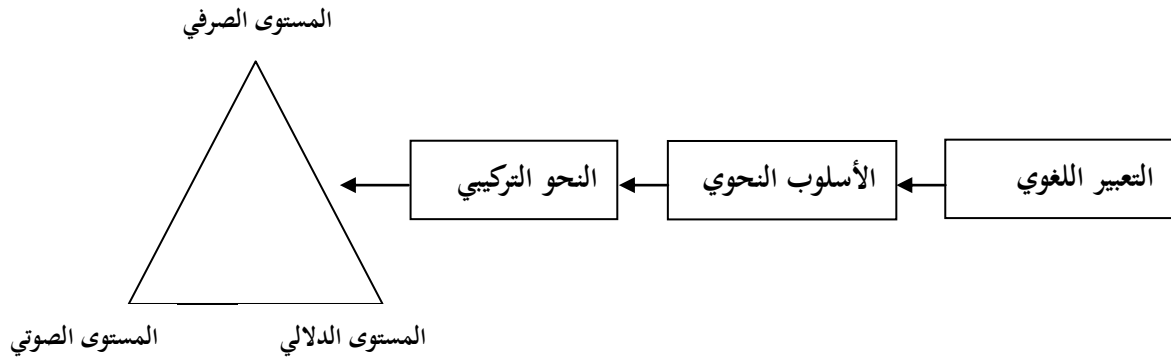 المستوى الصرفي
التعبير اللغوي
الأسلوب النحوي
النحو التركيبي
المستوى الدلالي
المستوى الصوتي